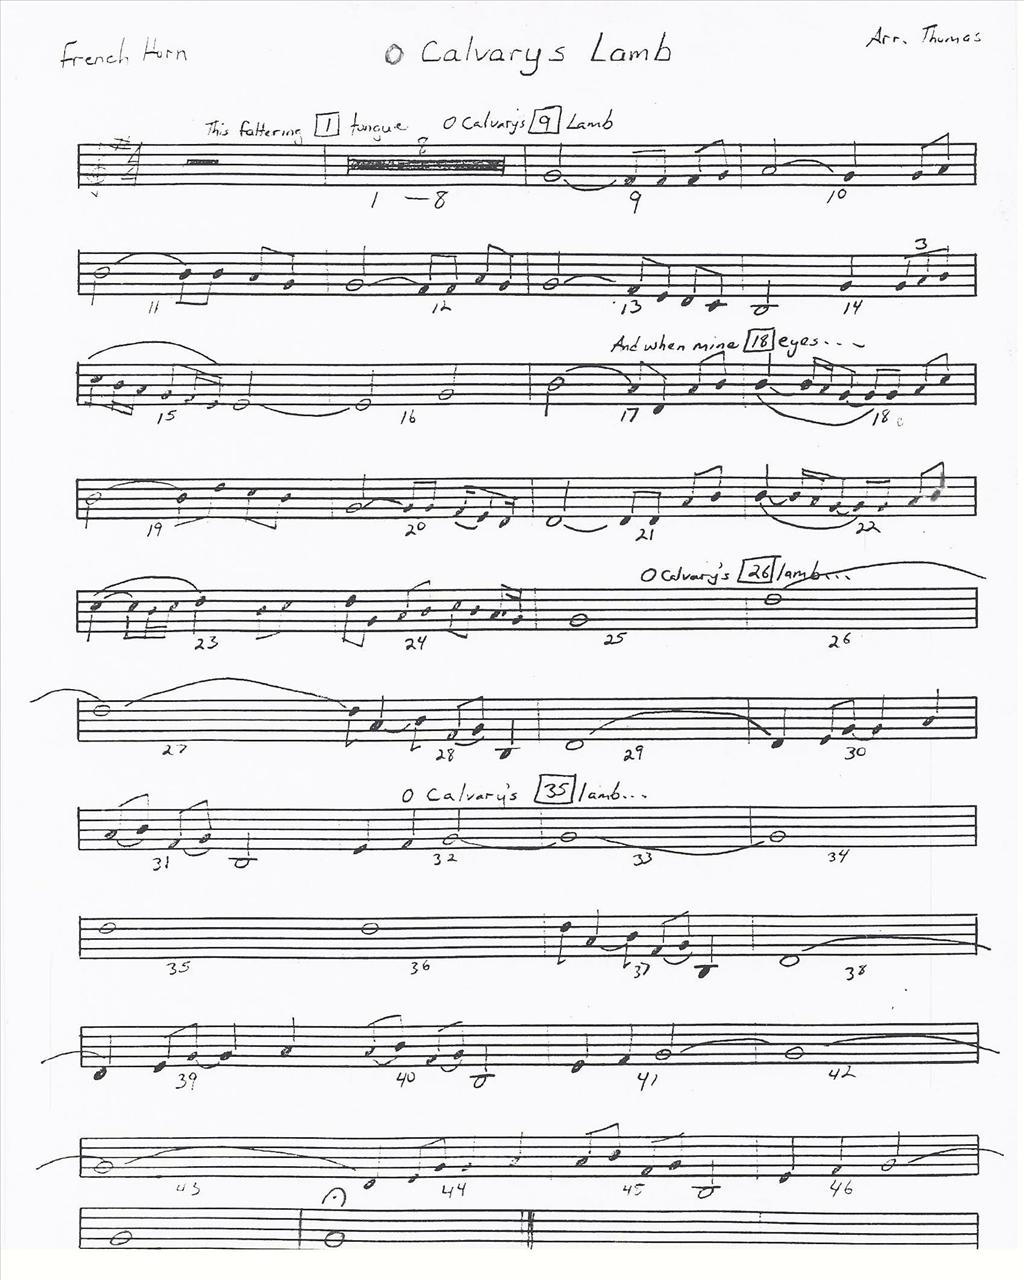 French Horn O Calvarys Lamb Arr. Thomas
This faltering 1 tongue O Calvary's 9 Lamb
8
1 - 8 9 10
3
11 12 13 14
And when mine 18 eyes...
15 16 17 18
19 20 21 22
O Calvary's 26 lamb...
23 24 25 26
27 28 29 30
O Calvary's 35 lamb...
31 32 33 34
35 36 37 38
39 40 41 42
43 44 45 46